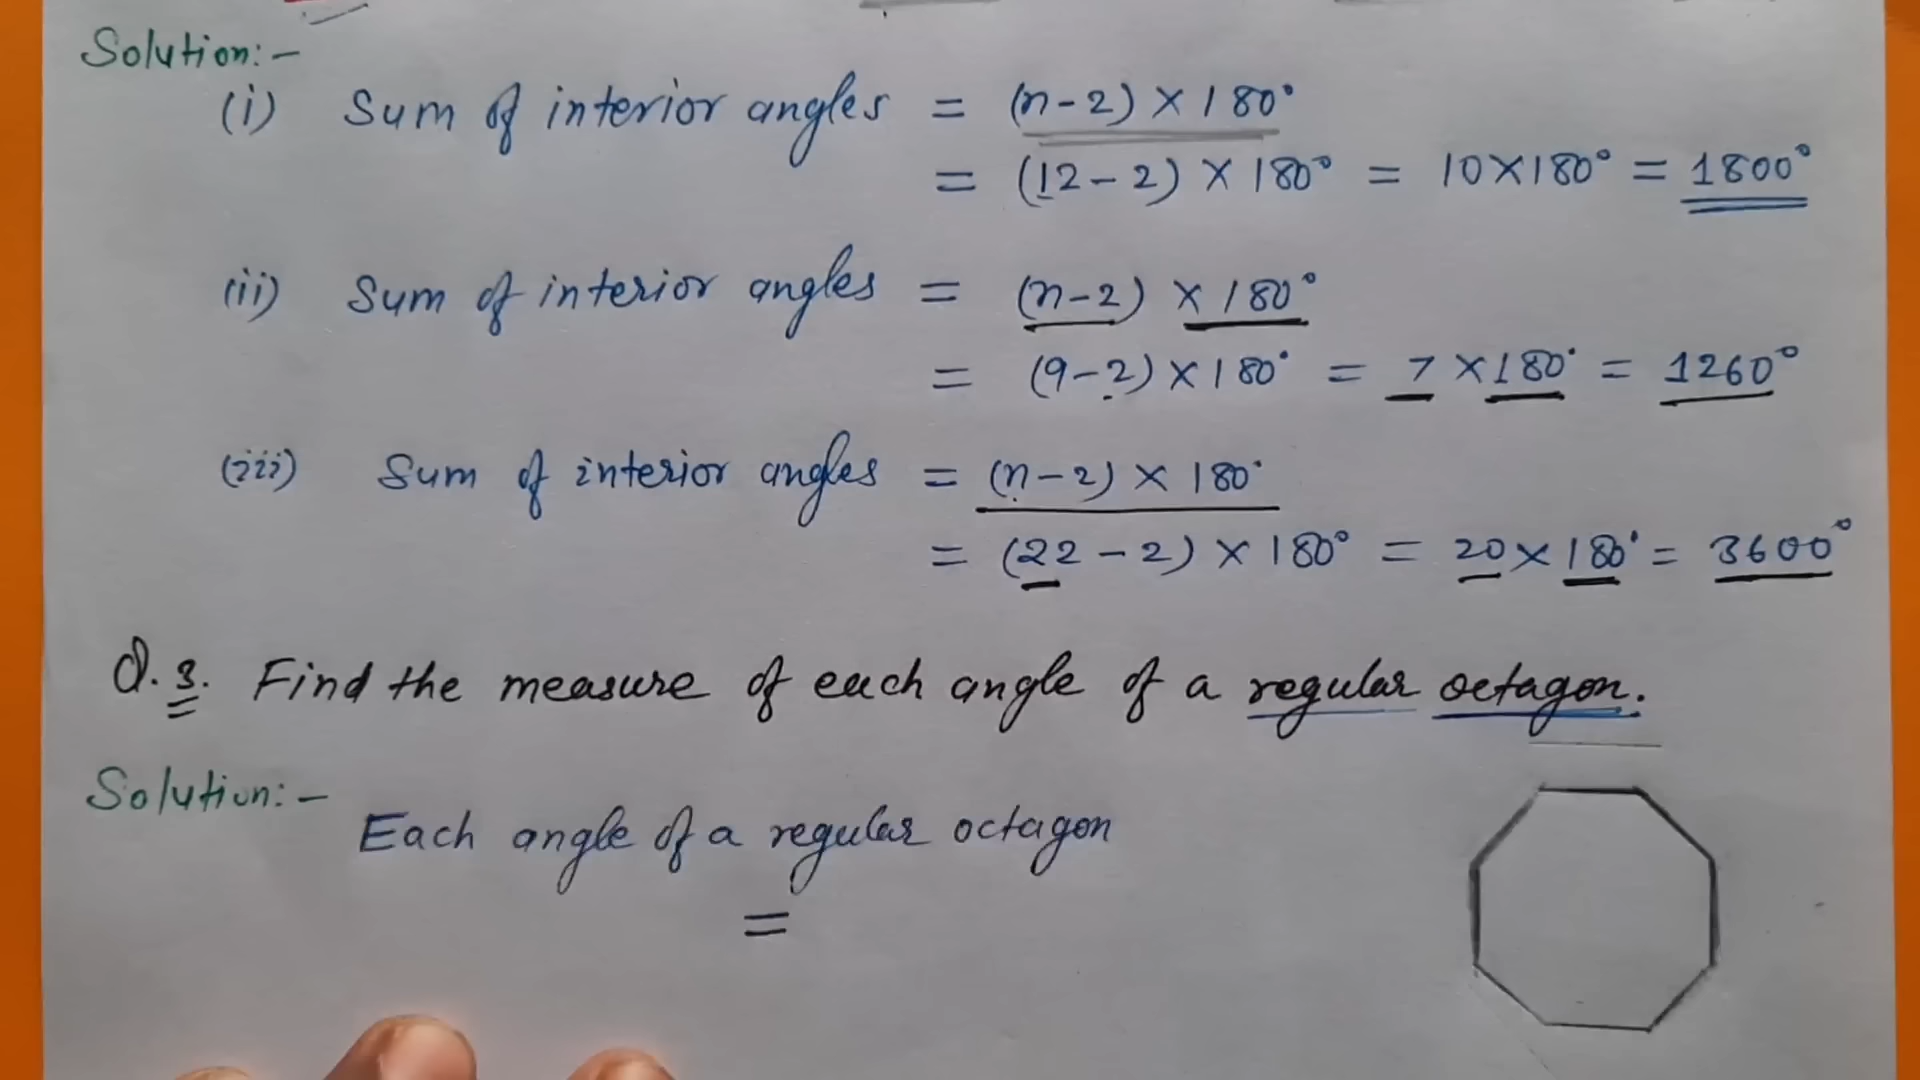 Solution:-
(i) Sum of interior angles = (n-2) × 180°
= (12-2) × 180° = 10×180° = 1800°
(ii) Sum of interior angles = (n-2) × 180°
= (9-2) × 180° = 7 × 180° = 1260°
(iii) Sum of interior angles = (n-2) × 180°
= (22-2) × 180° = 20 × 180° = 3600°
Q.3. Find the measure of each angle of a regular octagon.
Solution:-
Each angle of a regular octagon
=